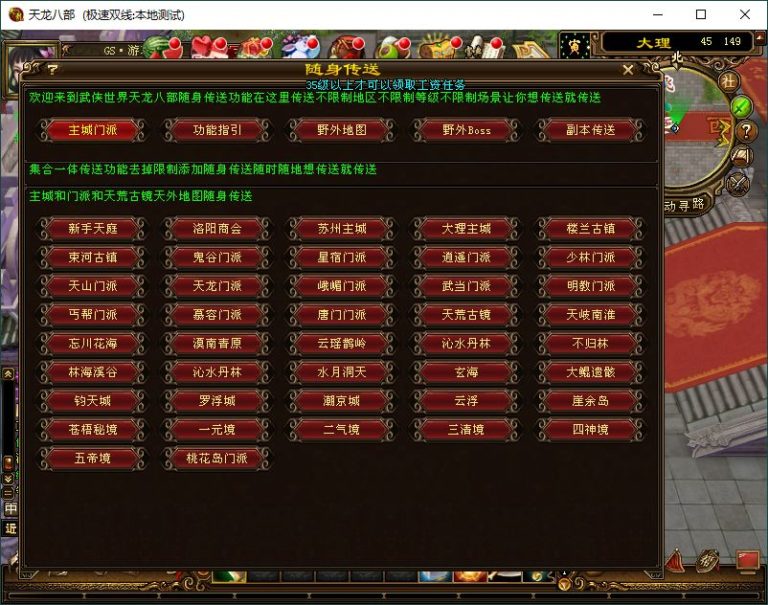 天龙八部 (极速双线:本地测试)
GS·游
寅
大理 45 149
北
随身传送
35级以上才可以领取工资任务
欢迎来到武侠世界天龙八部随身传送功能在这里传送不限制地区不限制等级不限制场景让你想传送就传送
主城门派 功能指引 野外地图 野外Boss 副本传送
集合一体传送功能去掉限制添加随身传送随时随地想传送就传送
主城和门派和天荒古镜天外地图随身传送
新手天庭 洛阳商会 苏州主城 大理主城 楼兰古镇
束河古镇 鬼谷门派 星宿门派 逍遥门派 少林门派
天山门派 天龙门派 峨嵋门派 武当门派 明教门派
丐帮门派 慕容门派 唐门门派 天荒古镜 天岐南淮
忘川花海 漠南青原 云瑶鹊岭 沁水丹林 不归林
林海溪谷 沁水丹林 水月洞天 玄海 大鲲遗骸
钧天城 罗浮城 潮京城 云浮 崖余岛
苍梧秘境 一元境 二气境 三清境 四神境
五帝境 桃花岛门派
动寻路
社
近